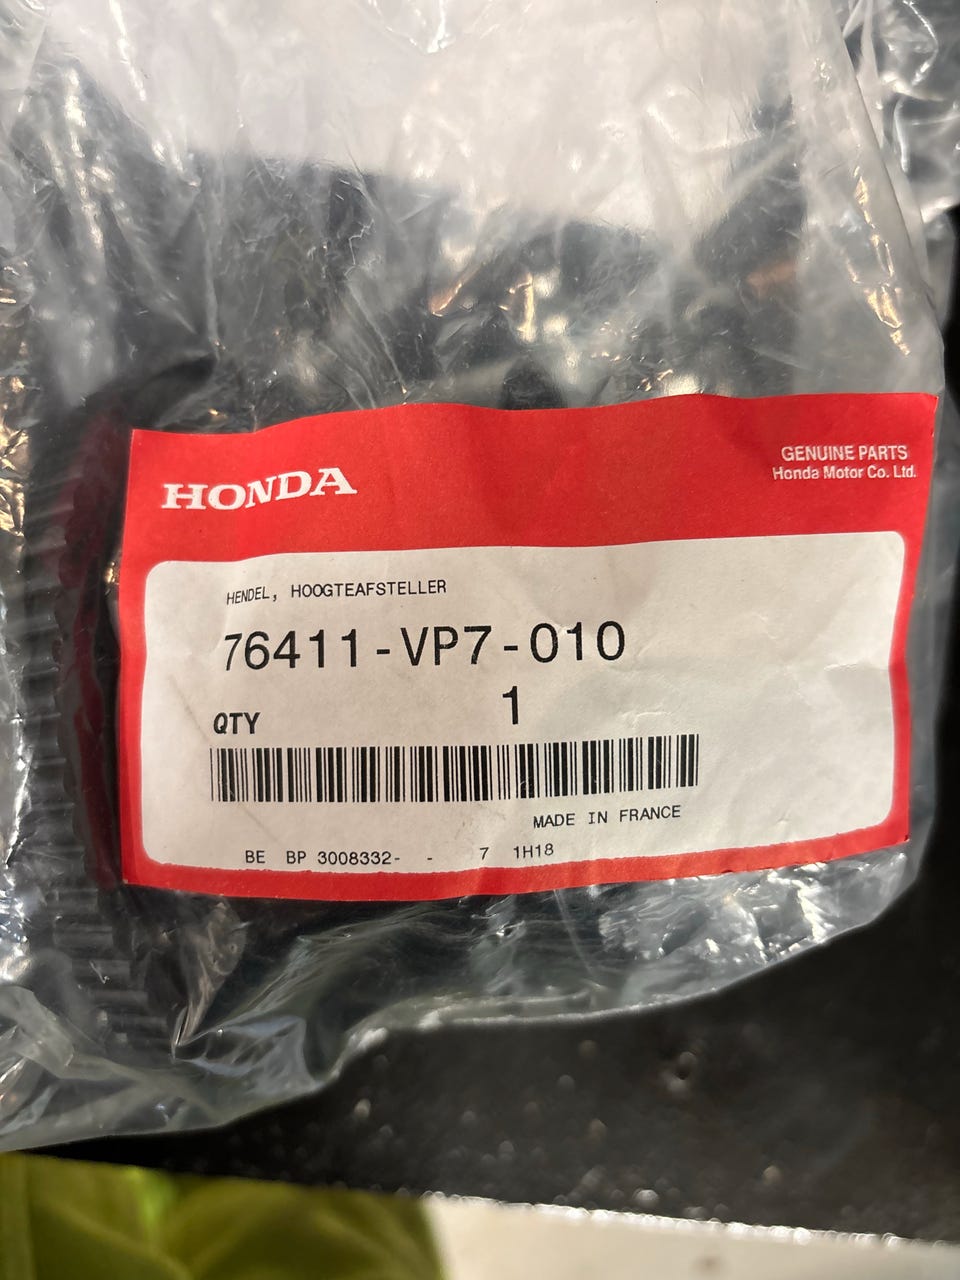 HONDA
GENUINE PARTS
Honda Motor Co. Ltd.
HENDEL, HOOGTEAFSTELLER
76411-VP7-010
QTY 1
MADE IN FRANCE
BE BP 3008332- - 7 1H18